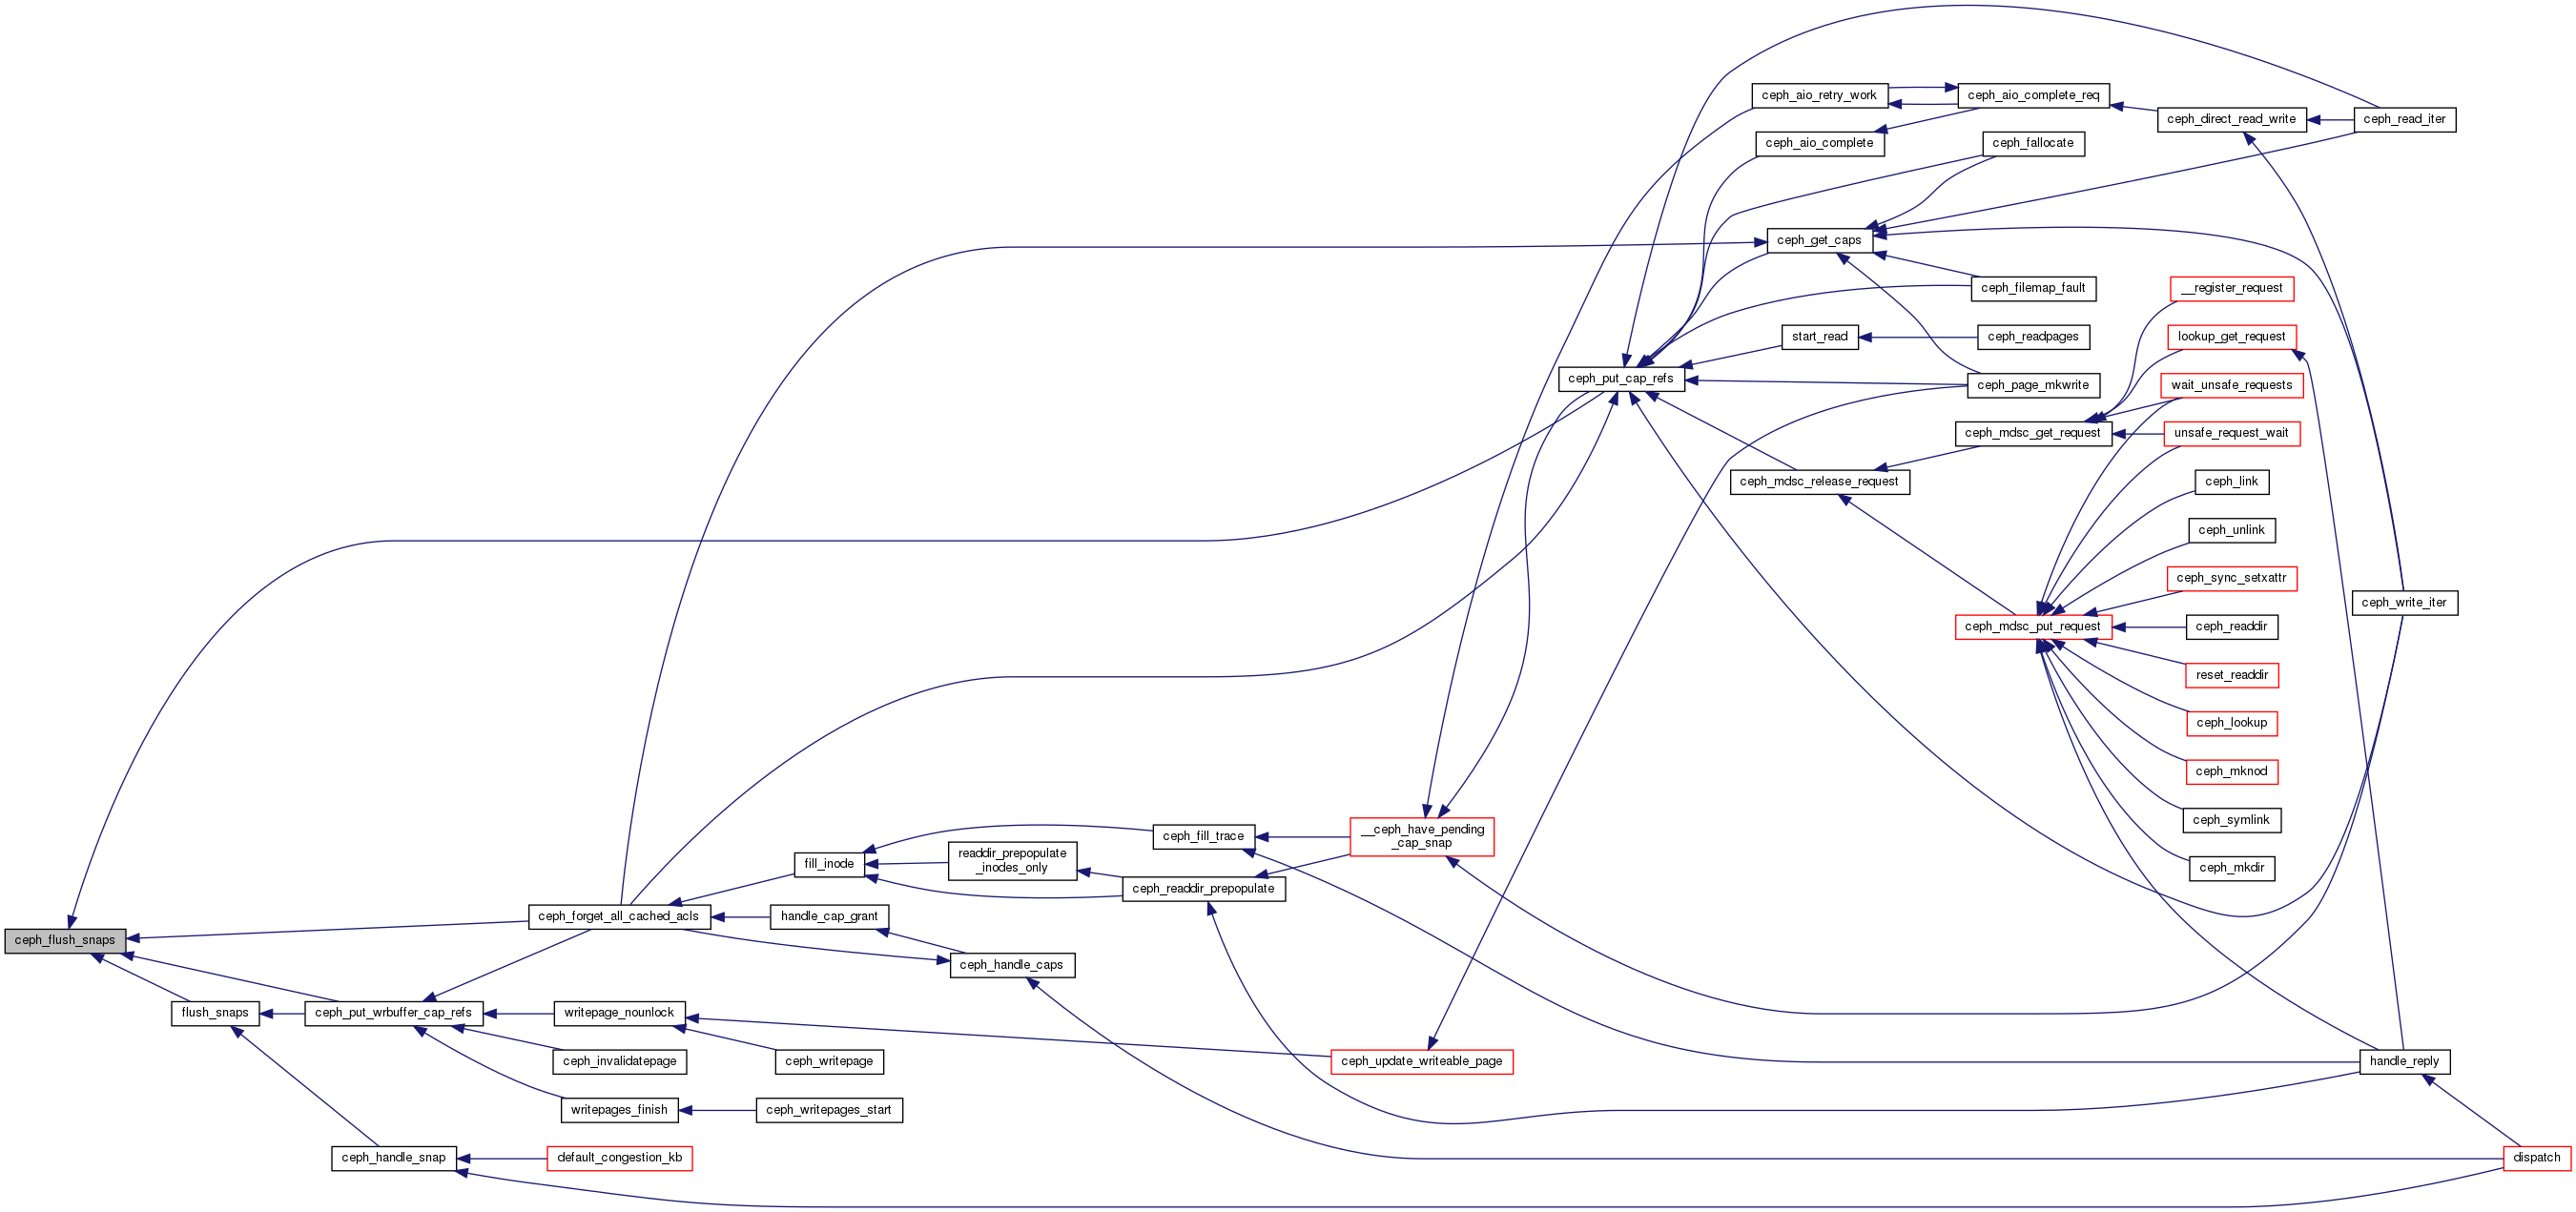 ceph_aio_retry_work
ceph_aio_complete_req
ceph_direct_read_write
ceph_read_iter
ceph_aio_complete
ceph_fallocate
ceph_get_caps
ceph_filemap_fault
__register_request
start_read
ceph_readpages
lookup_get_request
ceph_put_cap_refs
ceph_page_mkwrite
wait_unsafe_requests
ceph_mdsc_get_request
unsafe_request_wait
ceph_mdsc_release_request
ceph_link
ceph_unlink
ceph_sync_setxattr
ceph_write_iter
ceph_mdsc_put_request
ceph_readdir
reset_readdir
ceph_lookup
ceph_mknod
ceph_symlink
ceph_fill_trace
__ceph_have_pending
_cap_snap
fill_inode
readdir_prepopulate
_inodes_only
ceph_mkdir
ceph_readdir_prepopulate
ceph_forget_all_cached_acls
handle_cap_grant
ceph_flush_snaps
ceph_handle_caps
flush_snaps
ceph_put_wrbuffer_cap_refs
writepage_nounlock
ceph_invalidatepage
ceph_writepage
ceph_update_writeable_page
handle_reply
writepages_finish
ceph_writepages_start
ceph_handle_snap
default_congestion_kb
dispatch